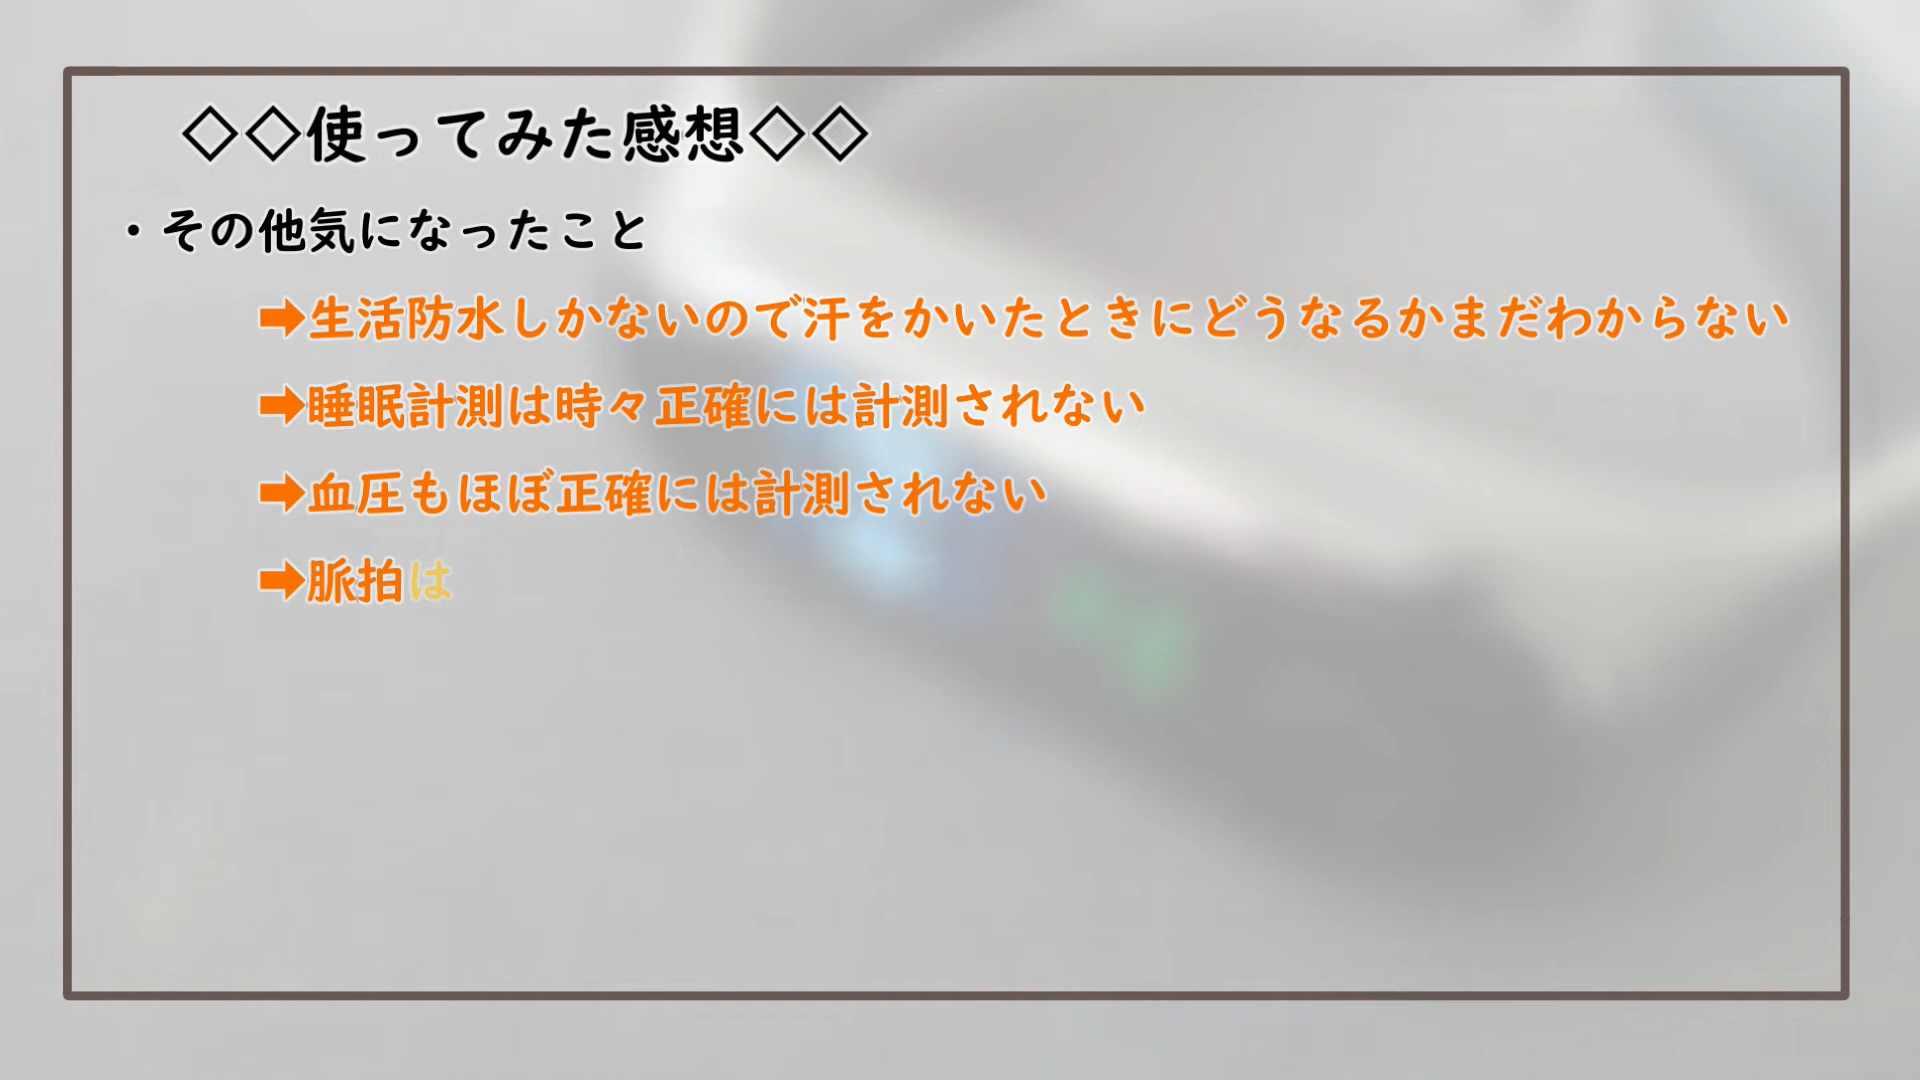 ◇◇使ってみた感想◇◇
・その他気になったこと
➡生活防水しかないので汗をかいたときにどうなるかまだわからない
➡睡眠計測は時々正確には計測されない
➡血圧もほぼ正確には計測されない
➡脈拍は